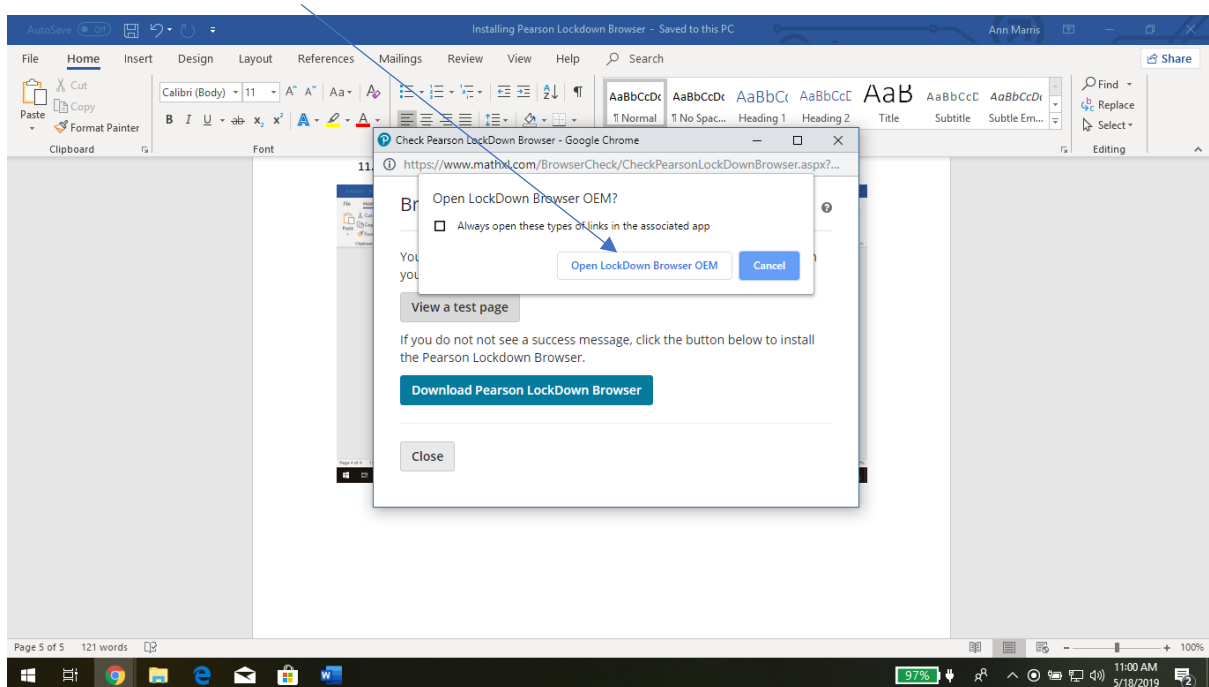 AutoSave Off Installing Pearson Lockdown Browser - Saved to this PC Ann Marris
File Home Insert Design Layout References Mailings Review View Help Search Share
Cut
Copy
Paste
Format Painter
Clipboard
Calibri (Body) 11
Font
AaBbCcDc AaBbCcDc AaBbCc AaBbCcE AaB AaBbCcC AaBbCcDc
¶ Normal ¶ No Spac... Heading 1 Heading 2 Title Subtitle Subtle Em...
Find
Replace
Select
Editing
11.
Check Pearson LockDown Browser - Google Chrome
https://www.mathxl.com/BrowserCheck/CheckPearsonLockDownBrowser.aspx?...
Br
Open LockDown Browser OEM?
Always open these types of links in the associated app
Open LockDown Browser OEM Cancel
You
you
View a test page
If you do not not see a success message, click the button below to install
the Pearson Lockdown Browser.
Download Pearson LockDown Browser
Close
Page 5 of 5 121 words 100%
97% 11:00 AM
5/18/2019 2